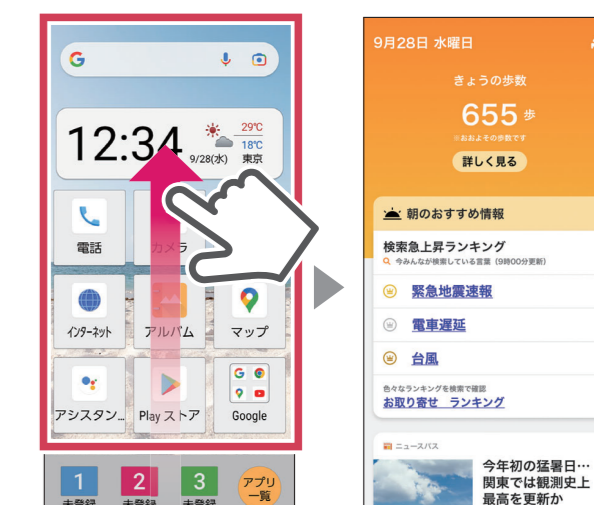 12:34
29℃
18℃
9/28(水) 東京
電話
カメラ
インターネット
アルバム
マップ
アシスタン...
Play ストア
Google
1
2
3
未登録
未登録
未登録
アプリ
一覧
9月28日 水曜日
きょうの歩数
655 歩
※おおよその歩数です
詳しく見る
朝のおすすめ情報
検索急上昇ランキング
今みんなが検索している言葉（9時00分更新）
緊急地震速報
電車遅延
台風
色々なランキングを検索で確認
お取り寄せ ランキング
ニュースパス
今年初の猛暑日…
関東では観測史上
最高を更新か